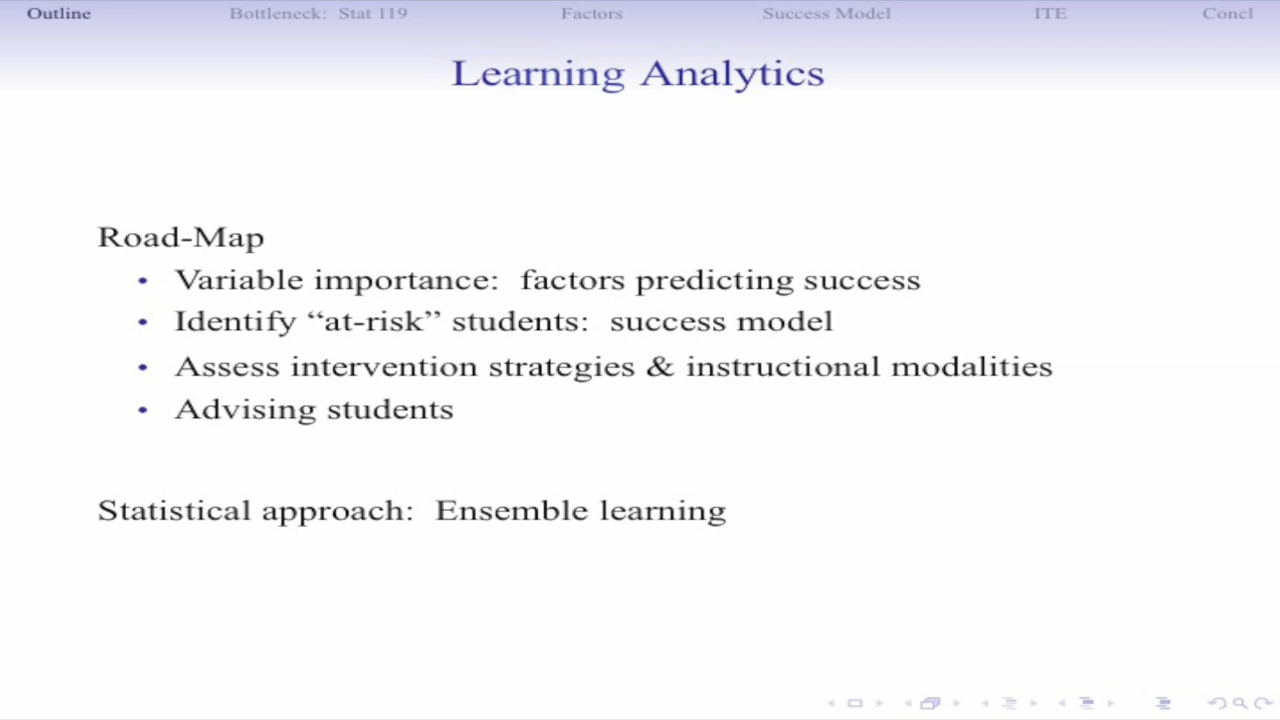 Outline Bottleneck: Stat 119 Factors Success Model ITE Concl
Learning Analytics
Road-Map
• Variable importance: factors predicting success
• Identify “at-risk” students: success model
• Assess intervention strategies & instructional modalities
• Advising students
Statistical approach: Ensemble learning